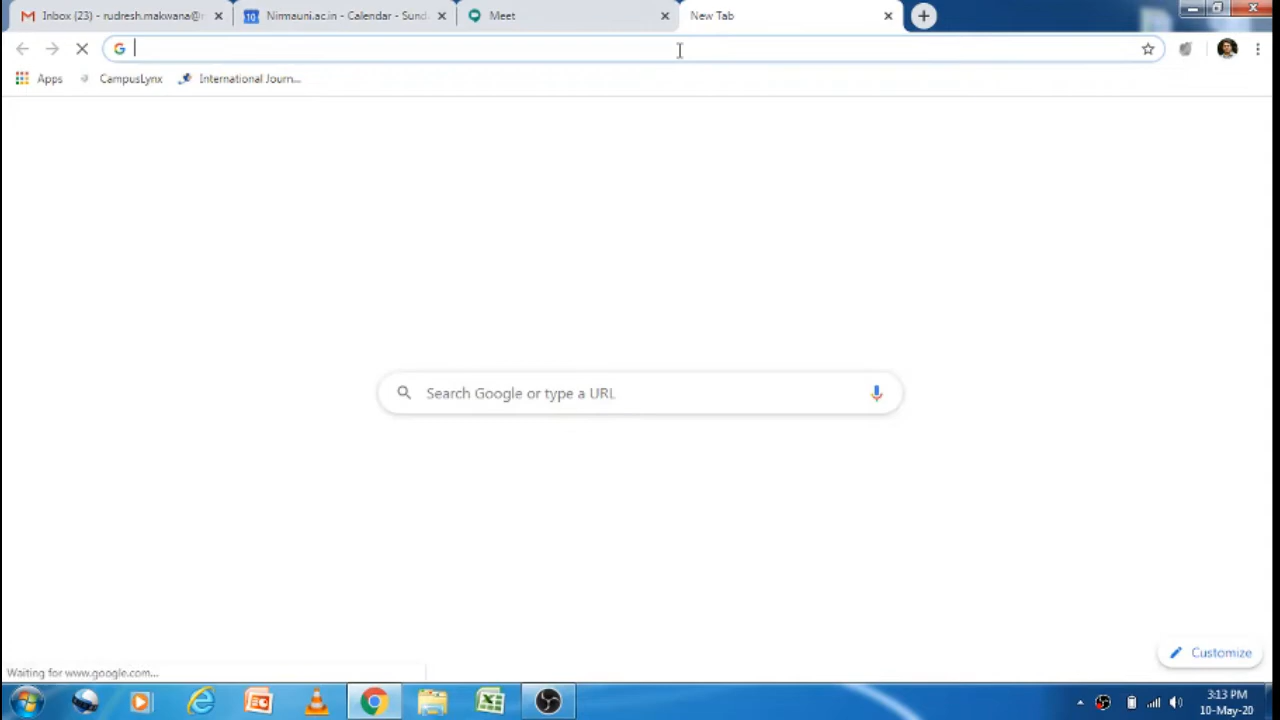 Inbox (23) - rudresh.makwana@
Nirmauni.ac.in - Calendar - Sund
Meet
New Tab
Apps
CampusLynx
International Journ...
Search Google or type a URL
Customize
Waiting for www.google.com...
3:13 PM
10-May-20